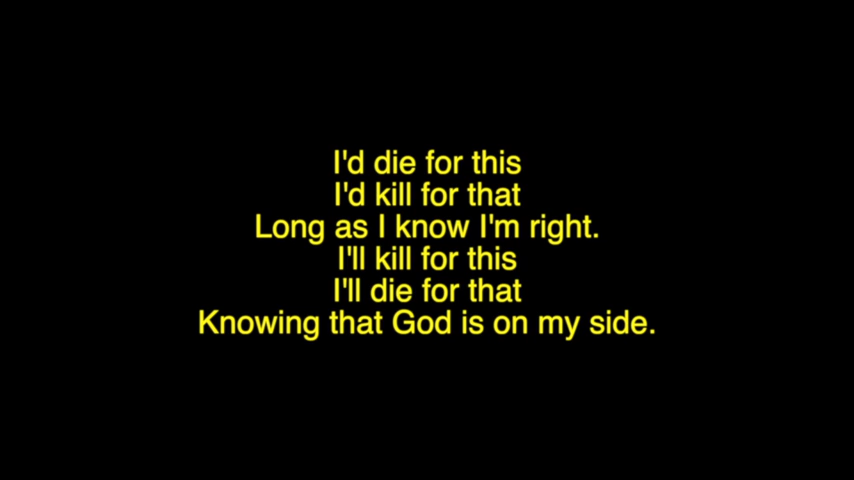 I'd die for this
I'd kill for that
Long as I know I'm right.
I'll kill for this
I'll die for that
Knowing that God is on my side.